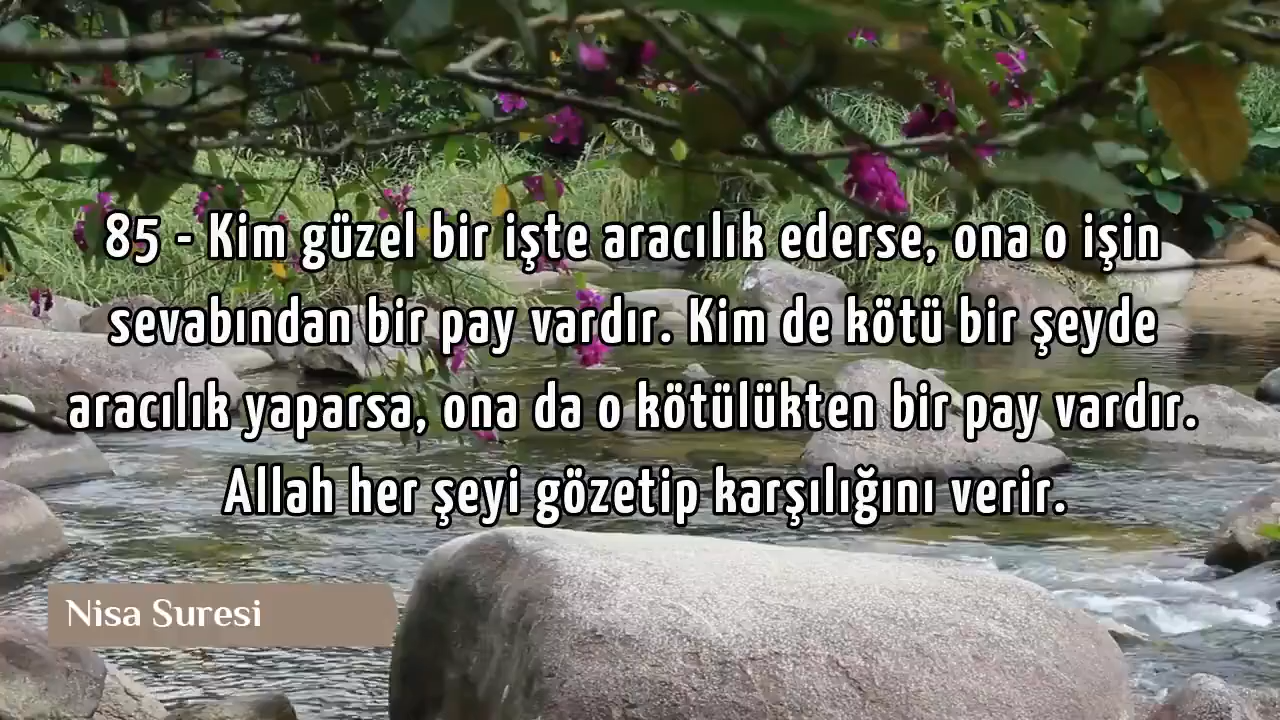 85 - Kim güzel bir işte aracılık ederse, ona o işin
sevabından bir pay vardır. Kim de kötü bir şeyde
aracılık yaparsa, ona da o kötülükten bir pay vardır.
Allah her şeyi gözetip karşılığını verir.
Nisa Suresi